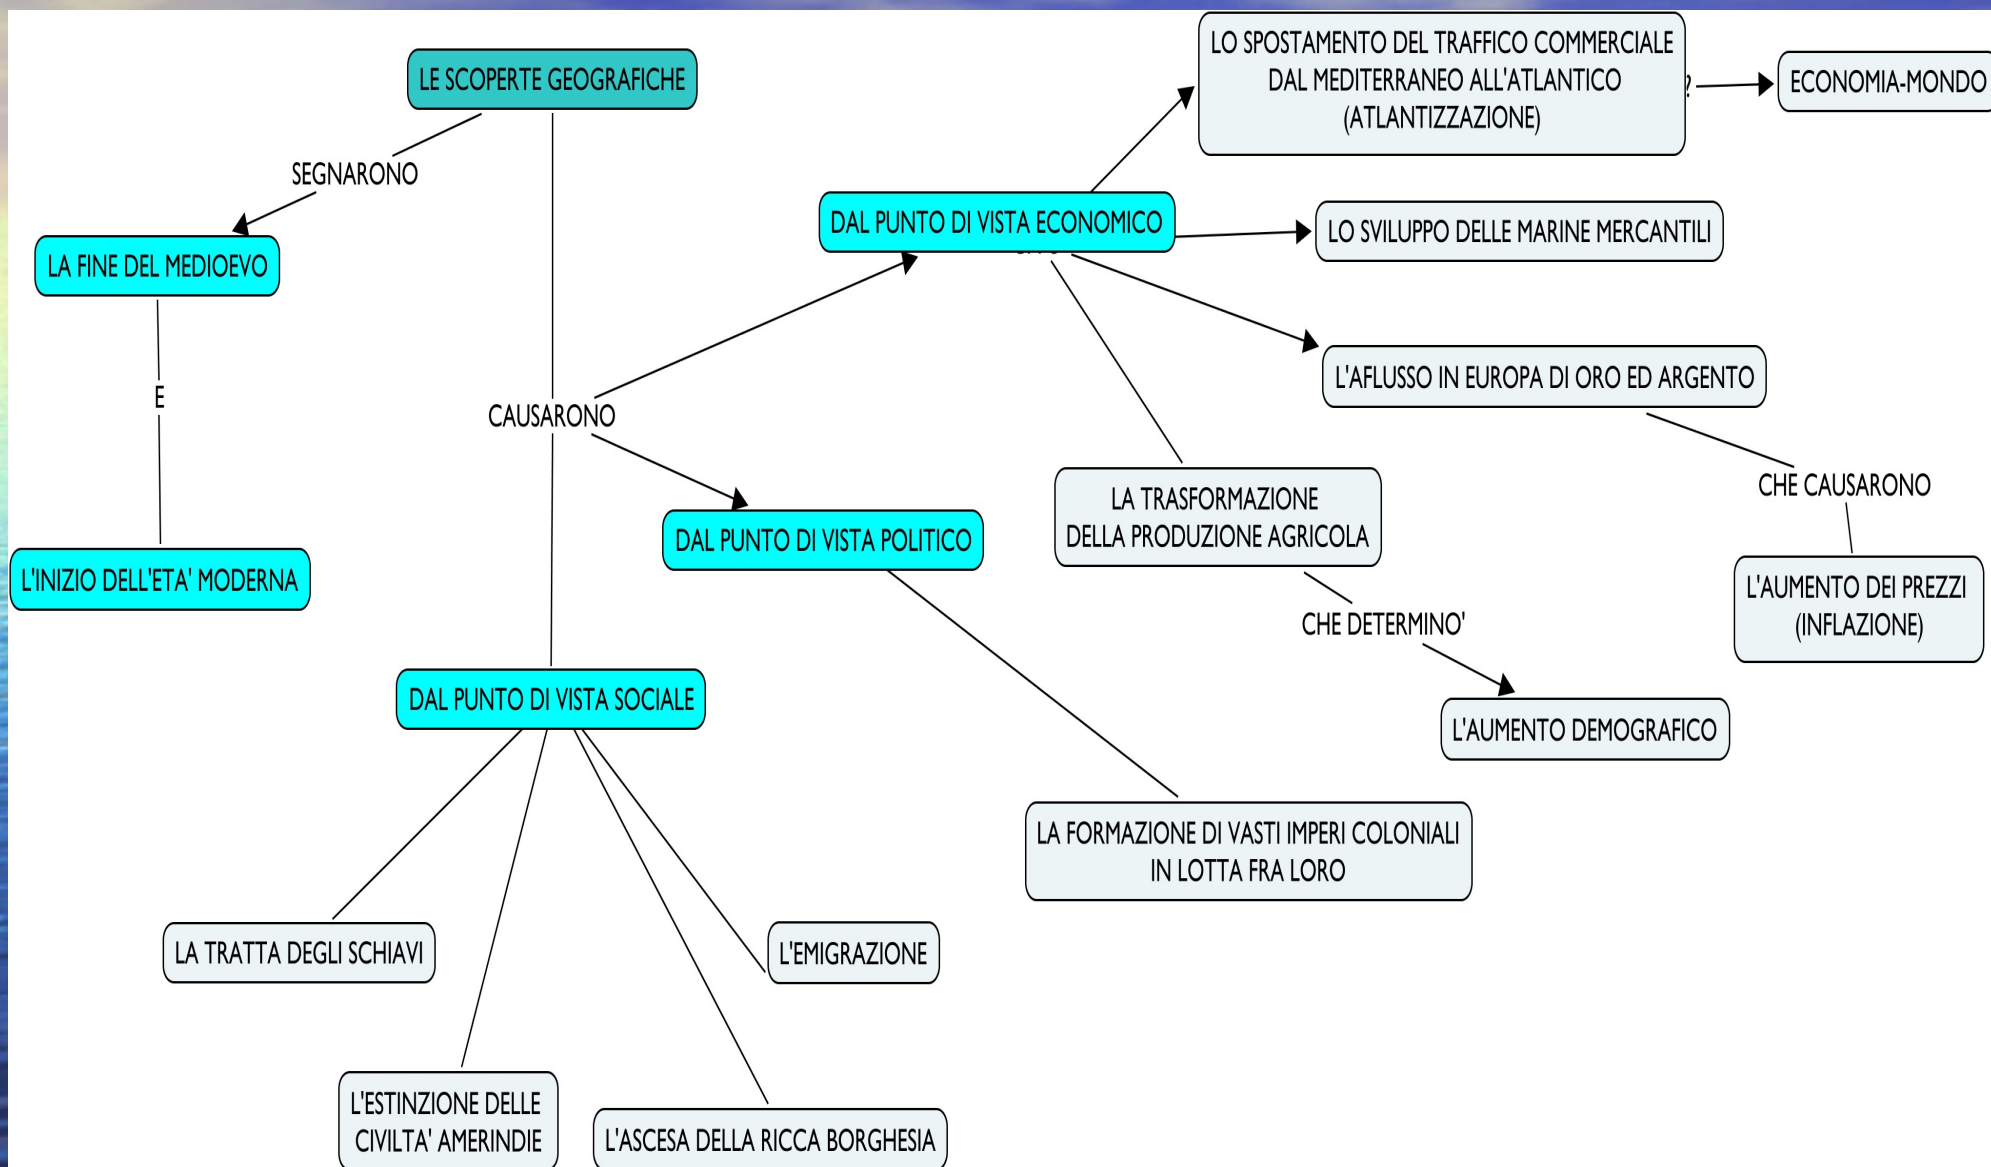 LE SCOPERTE GEOGRAFICHE
SEGNARONO
LA FINE DEL MEDIOEVO
E
L'INIZIO DELL'ETA' MODERNA
CAUSARONO
DAL PUNTO DI VISTA ECONOMICO
LO SPOSTAMENTO DEL TRAFFICO COMMERCIALE
DAL MEDITERRANEO ALL'ATLANTICO
(ATLANTIZZAZIONE)
ECONOMIA-MONDO
LO SVILUPPO DELLE MARINE MERCANTILI
L'AFLUSSO IN EUROPA DI ORO ED ARGENTO
CHE CAUSARONO
L'AUMENTO DEI PREZZI
(INFLAZIONE)
LA TRASFORMAZIONE
DELLA PRODUZIONE AGRICOLA
CHE DETERMINO'
L'AUMENTO DEMOGRAFICO
DAL PUNTO DI VISTA POLITICO
LA FORMAZIONE DI VASTI IMPERI COLONIALI
IN LOTTA FRA LORO
DAL PUNTO DI VISTA SOCIALE
LA TRATTA DEGLI SCHIAVI
L'ESTINZIONE DELLE
CIVILTA' AMERINDIE
L'ASCESA DELLA RICCA BORGHESIA
L'EMIGRAZIONE